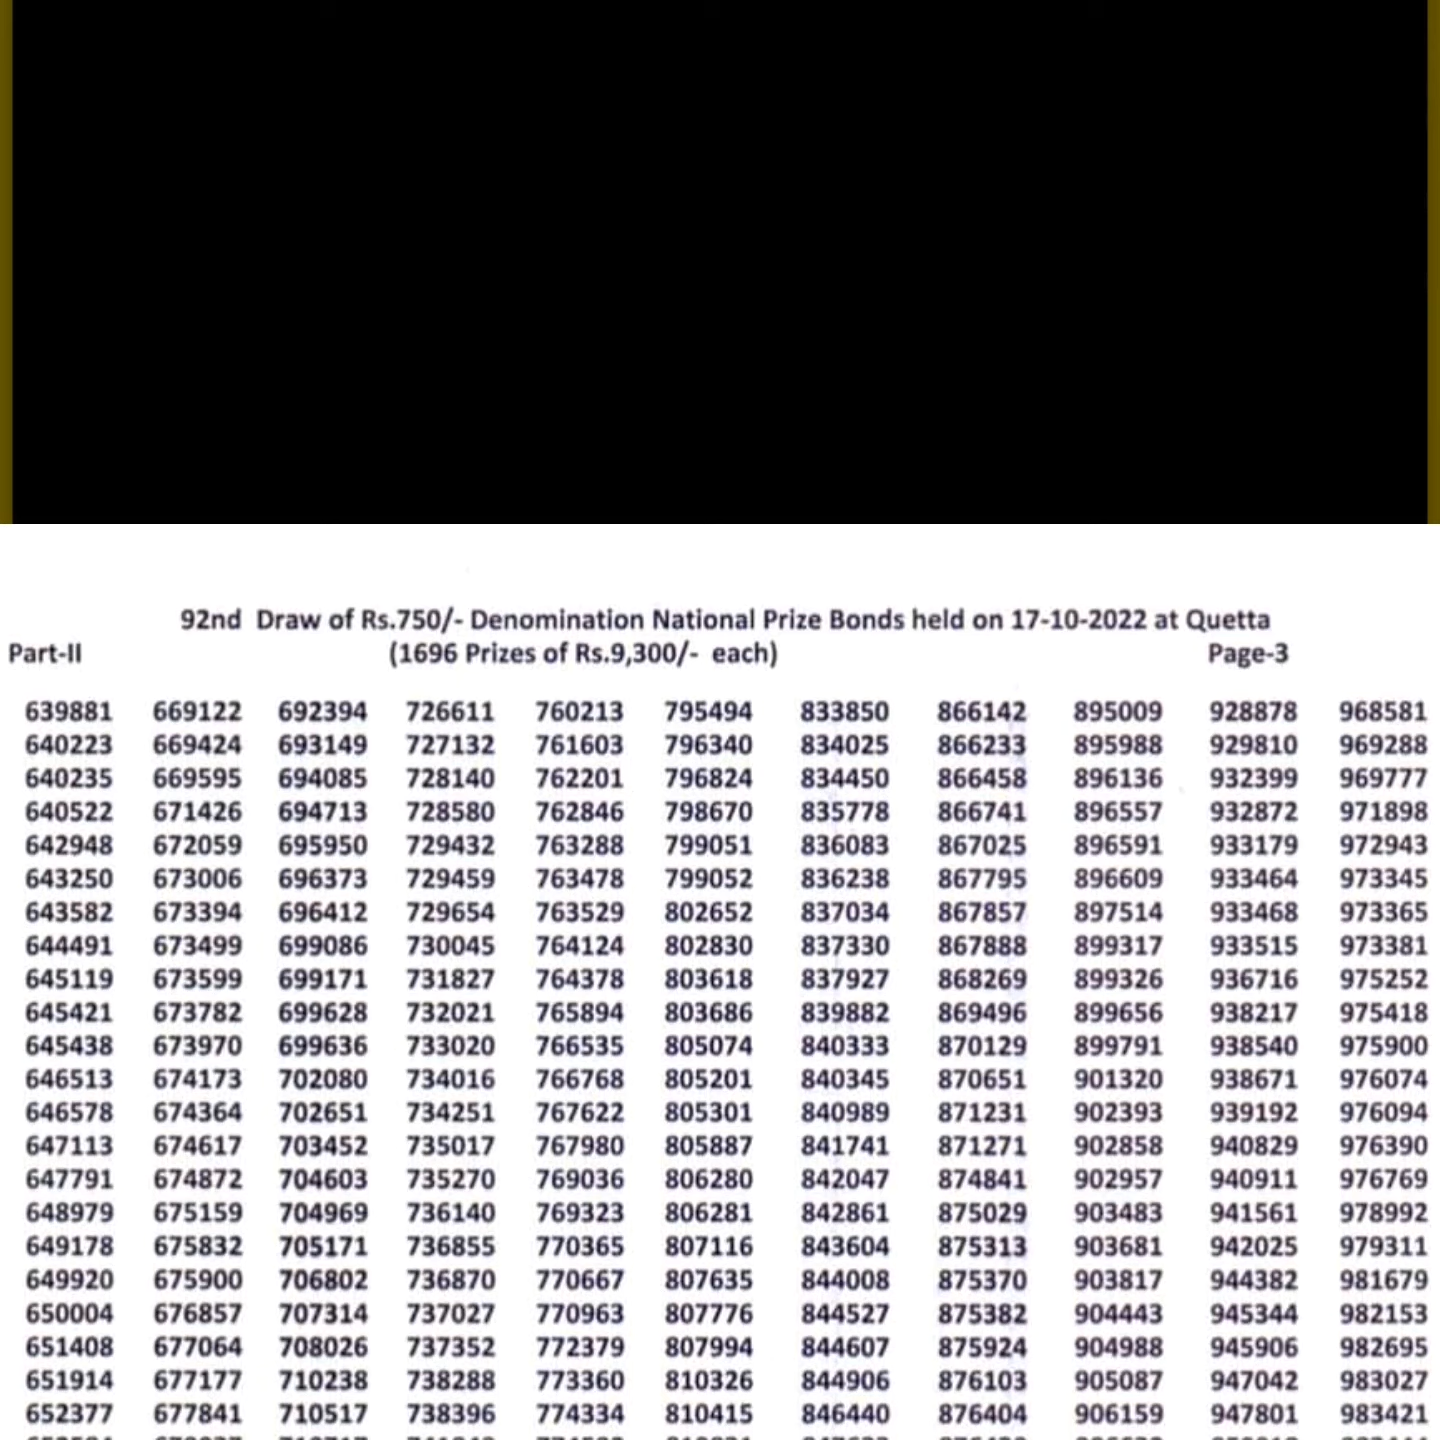 92nd Draw of Rs.750/- Denomination National Prize Bonds held on 17-10-2022 at Quetta
Part-II (1696 Prizes of Rs.9,300/- each) Page-3
639881 669122 692394 726611 760213 795494 833850 866142 895009 928878 968581
640223 669424 693149 727132 761603 796340 834025 866233 895988 929810 969288
640235 669595 694085 728140 762201 796824 834450 866458 896136 932399 969777
640522 671426 694713 728580 762846 798670 835778 866741 896557 932872 971898
642948 672059 695950 729432 763288 799051 836083 867025 896591 933179 972943
643250 673006 696373 729459 763478 799052 836238 867795 896609 933464 973345
643582 673394 696412 729654 763529 802652 837034 867857 897514 933468 973365
644491 673499 699086 730045 764124 802830 837330 867888 899317 933515 973381
645119 673599 699171 731827 764378 803618 837927 868269 899326 936716 975252
645421 673782 699628 732021 765894 803686 839882 869496 899656 938217 975418
645438 673970 699636 733020 766535 805074 840333 870129 899791 938540 975900
646513 674173 702080 734016 766768 805201 840345 870651 901320 938671 976074
646578 674364 702651 734251 767622 805301 840989 871231 902393 939192 976094
647113 674617 703452 735017 767980 805887 841741 871271 902858 940829 976390
647791 674872 704603 735270 769036 806280 842047 874841 902957 940911 976769
648979 675159 704969 736140 769323 806281 842861 875029 903483 941561 978992
649178 675832 705171 736855 770365 807116 843604 875313 903681 942025 979311
649920 675900 706802 736870 770667 807635 844008 875370 903817 944382 981679
650004 676857 707314 737027 770963 807776 844527 875382 904443 945344 982153
651408 677064 708026 737352 772379 807994 844607 875924 904988 945906 982695
651914 677177 710238 738288 773360 810326 844906 876103 905087 947042 983027
652377 677841 710517 738396 774334 810415 846440 876404 906159 947801 983421